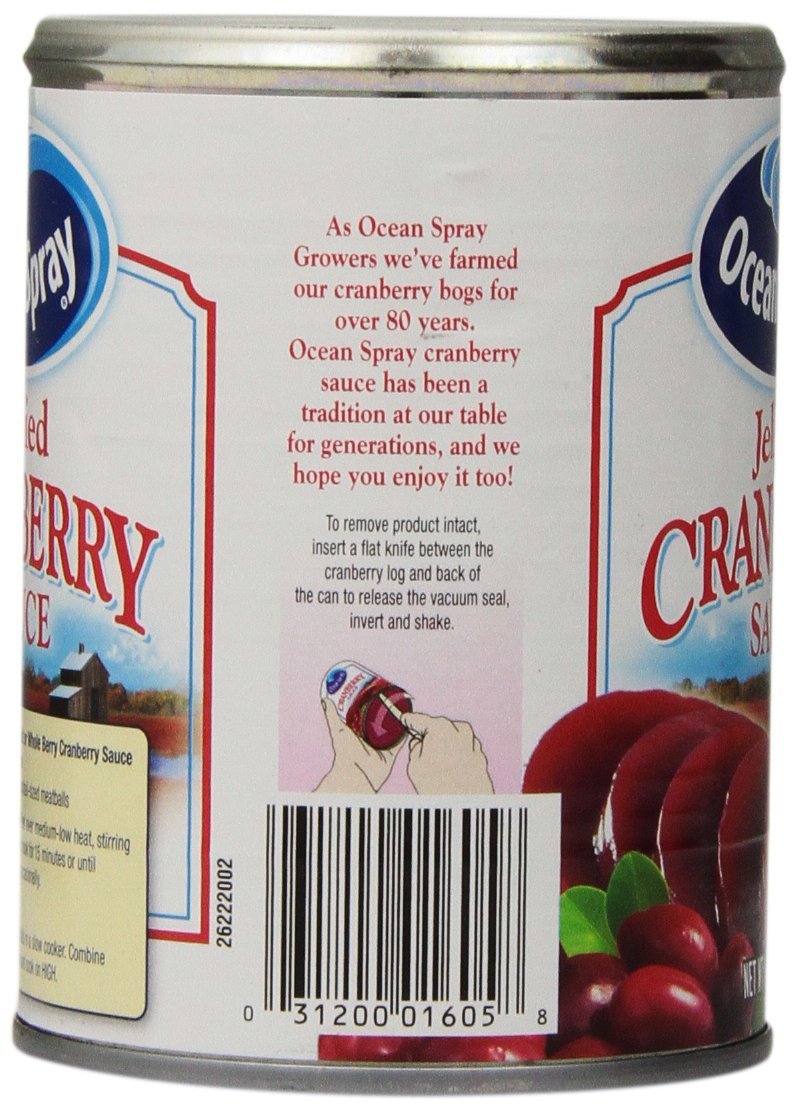 Spray®
BERRY
CE
or Whole Berry Cranberry Sauce
meatballs
over medium-low heat, stirring
for 15 minutes or until
slow cooker. Combine
cook on HIGH.
As Ocean Spray
Growers we've farmed
our cranberry bogs for
over 80 years.
Ocean Spray cranberry
sauce has been a
tradition at our table
for generations, and we
hope you enjoy it too!
To remove product intact,
insert a flat knife between the
cranberry log and back of
the can to release the vacuum seal,
invert and shake.
CRANBERRY
26222002
0 31200 01605 8
Ocean
Jel
CRAN
SA
NET